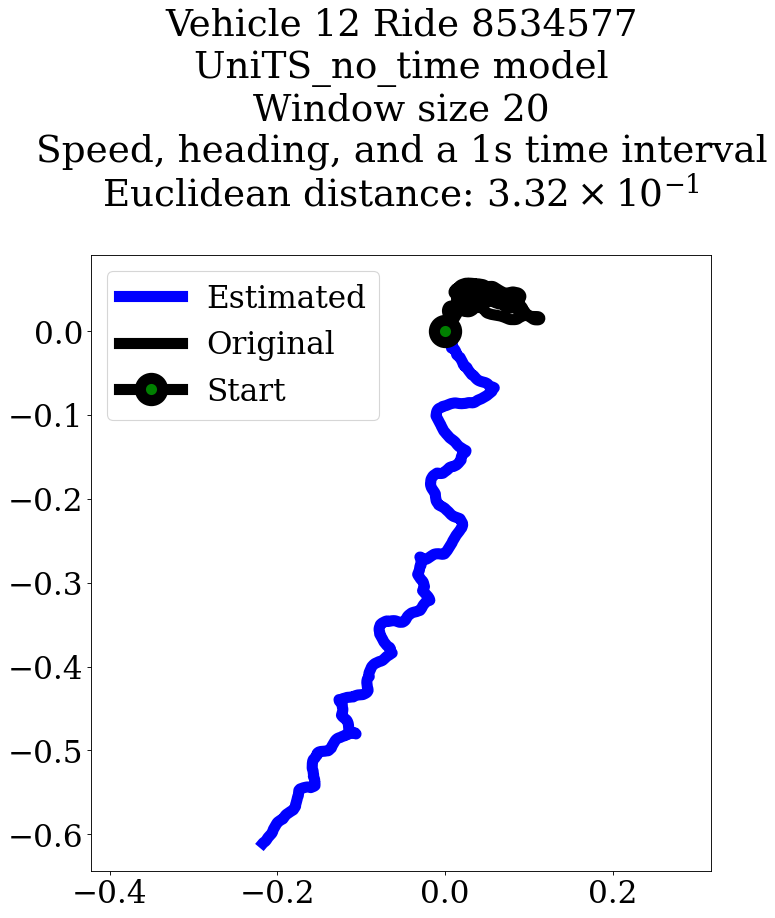 Vehicle 12 Ride 8534577
UniTS_no_time model
Window size 20
Speed, heading, and a 1s time interval
Euclidean distance: 3.32 × 10⁻¹
Estimated
Original
Start
0.0
−0.1
−0.2
−0.3
−0.4
−0.5
−0.6
−0.4
−0.2
0.0
0.2